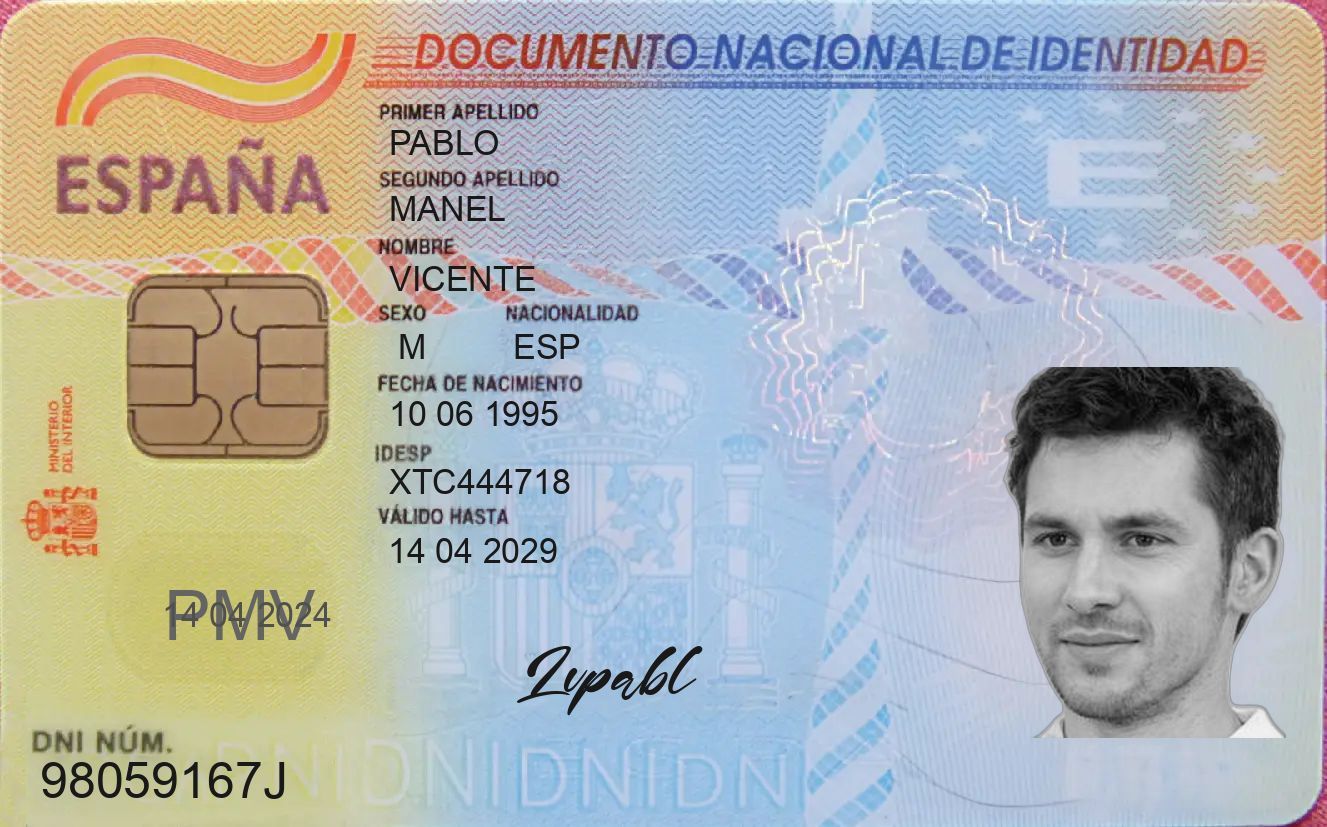 DOCUMENTO NACIONAL DE IDENTIDAD
ESPAÑA
PRIMER APELLIDO
PABLO
SEGUNDO APELLIDO
MANEL
NOMBRE
VICENTE
SEXO NACIONALIDAD
M ESP
FECHA DE NACIMIENTO
10 06 1995
IDESP
XTC444718
VÁLIDO HASTA
14 04 2029
MINISTERIO
DEL INTERIOR
E
PMV
14 04 2024
Lvpabl
DNI NÚM.
98059167J
DNIDNIDNIDNI